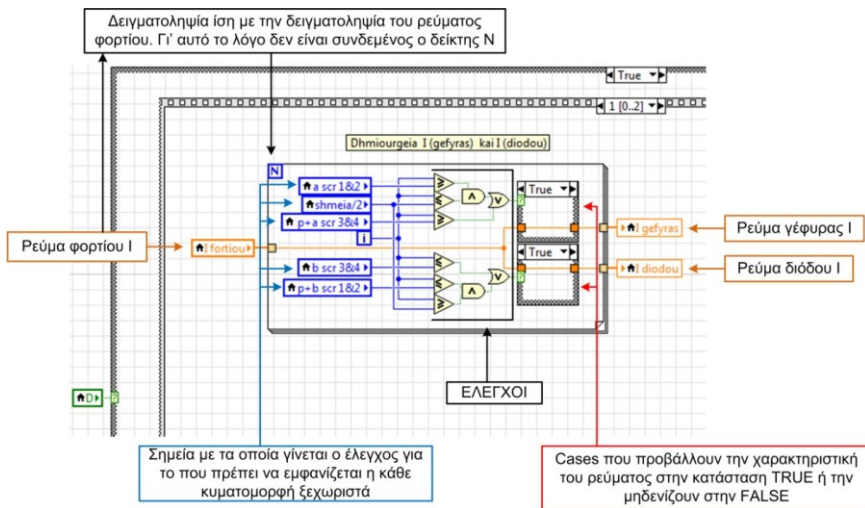 Δειγματοληψία ίση με την δειγματοληψία του ρεύματος
φορτίου. Γι' αυτό το λόγο δεν είναι συνδεμένος ο δείκτης Ν
True
1 [0..2]
Dhmiourgeia I (gefyras) kai I (diodou)
N
a scr 1&2
shmeia/2
p+a scr 3&4
i
True
I gefyras
Ρεύμα γέφυρας Ι
Ρεύμα φορτίου Ι
I fortiou
True
I diodou
Ρεύμα διόδου Ι
b scr 3&4
p+b scr 1&2
ΕΛΕΓΧΟΙ
D
Σημεία με τα οποία γίνεται ο έλεγχος για
το που πρέπει να εμφανίζεται η κάθε
κυματομορφή ξεχωριστά
Cases που προβάλλουν την χαρακτηριστική
του ρεύματος στην κατάσταση TRUE ή την
μηδενίζουν στην FALSE